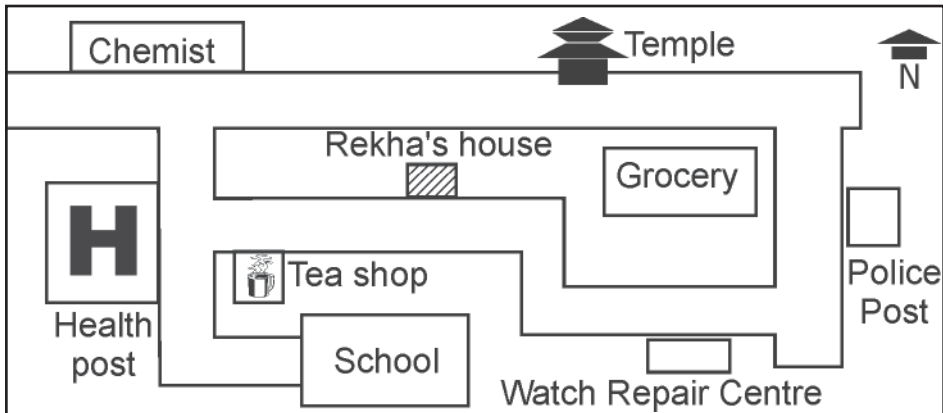 Chemist
Temple
N
Rekha's house
Grocery
H
Tea shop
Police
Post
Health
post
School
Watch Repair Centre